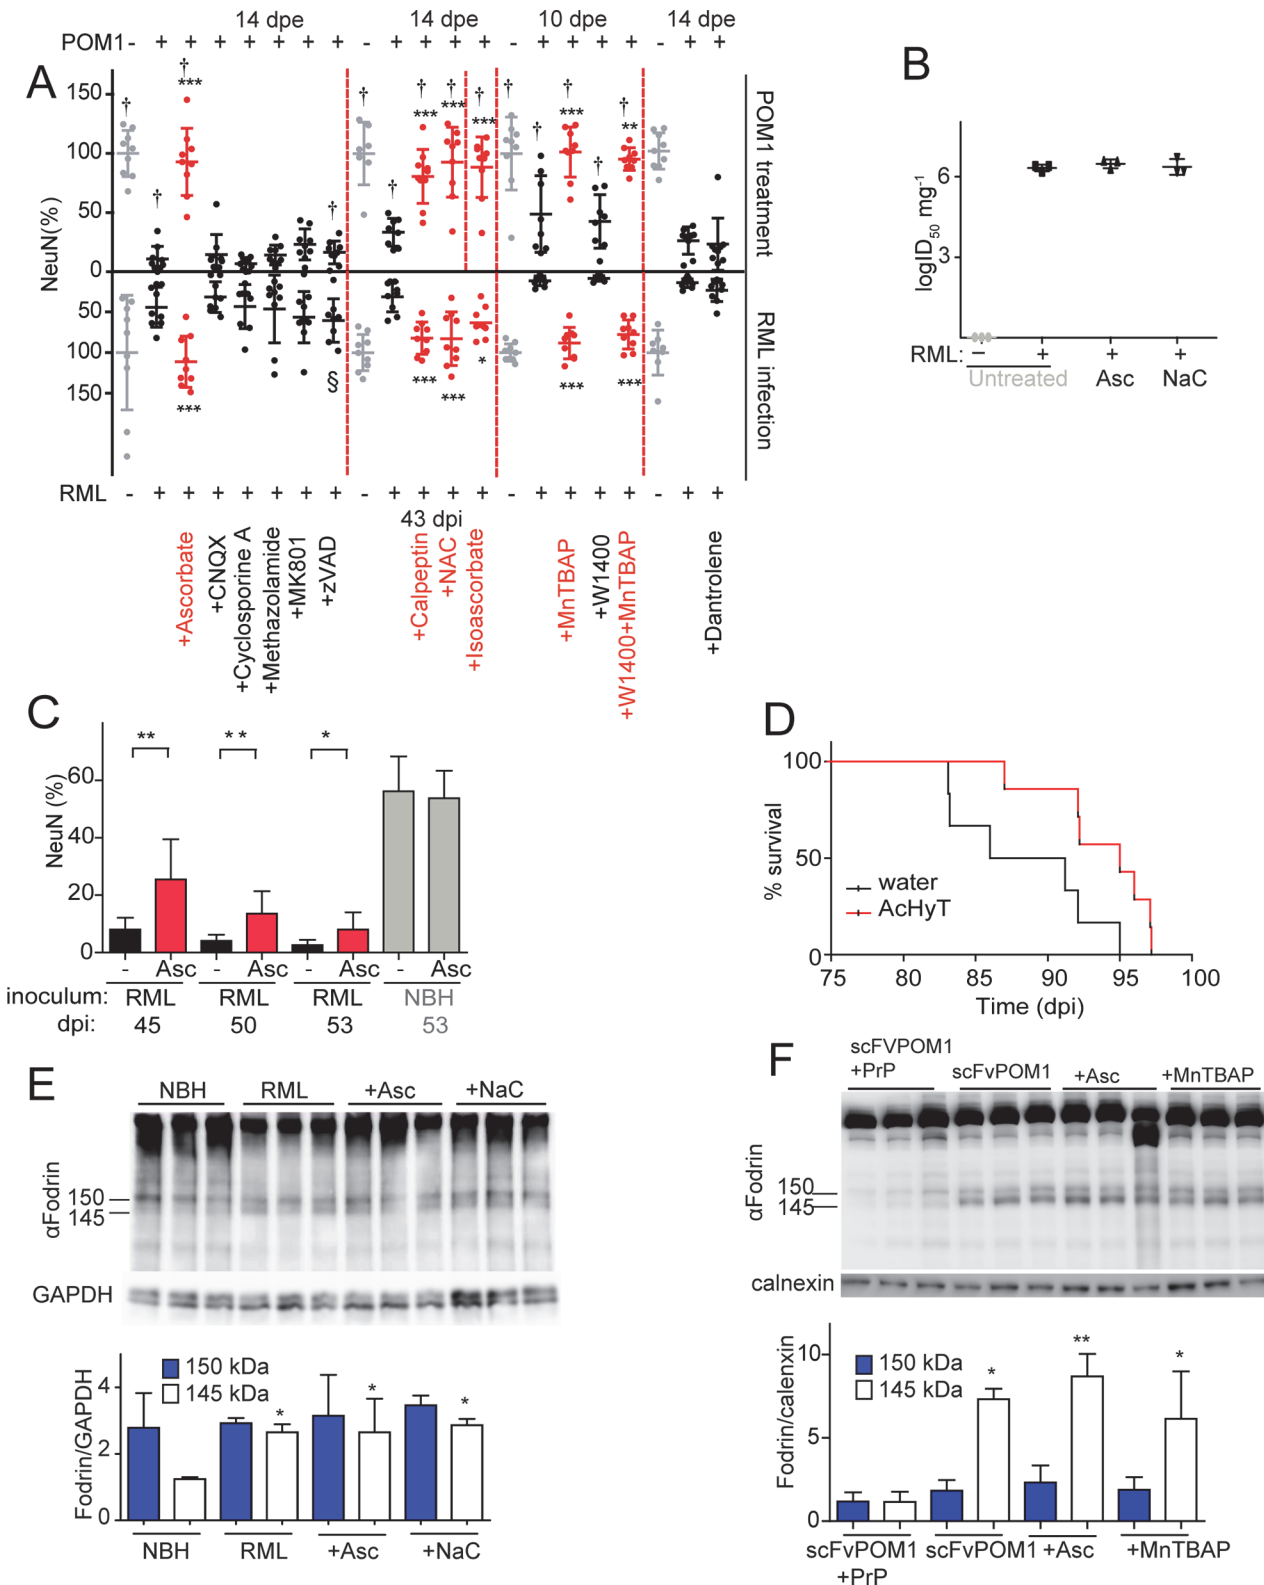 A
14 dpe 14 dpe 10 dpe 14 dpe
POM1 - + + + + + + + - + + + + - + + + + - + +
† † † † † † † † † † † † † †
*** *** *** *** *** **
150
100
50
0
50
100
150
NeuN(%)
POM1 treatment
RML infection
*** § *** *** * *** ***
RML - + + + + + + + - + + + + - + + + + - + +
43 dpi
+Ascorbate
+CNQX
+Cyclosporine A
+Methazolamide
+MK801
+zVAD
+Calpeptin
+NAC
+Isoascorbate
+MnTBAP
+W1400
+W1400+MnTBAP
+Dantrolene
B
logID50 mg-1
6
3
RML: − + + +
Untreated Asc NaC
C
NeuN (%)
60
40
20
0
** ** *
- Asc - Asc - Asc - Asc
inoculum: RML RML RML NBH
dpi: 45 50 53 53
D
% survival
100
50
0
water
AcHyT
75 80 85 90 95 100
Time (dpi)
E
NBH RML +Asc +NaC
αFodrin
150
145
GAPDH
Fodrin/GAPDH
4
2
0
150 kDa
145 kDa
* * *
NBH RML +Asc +NaC
F
scFVPOM1
+PrP scFvPOM1 +Asc +MnTBAP
αFodrin
150
145
calnexin
Fodrin/calenxin
10
5
0
150 kDa
145 kDa
* ** *
scFvPOM1 scFvPOM1 +Asc +MnTBAP
+PrP